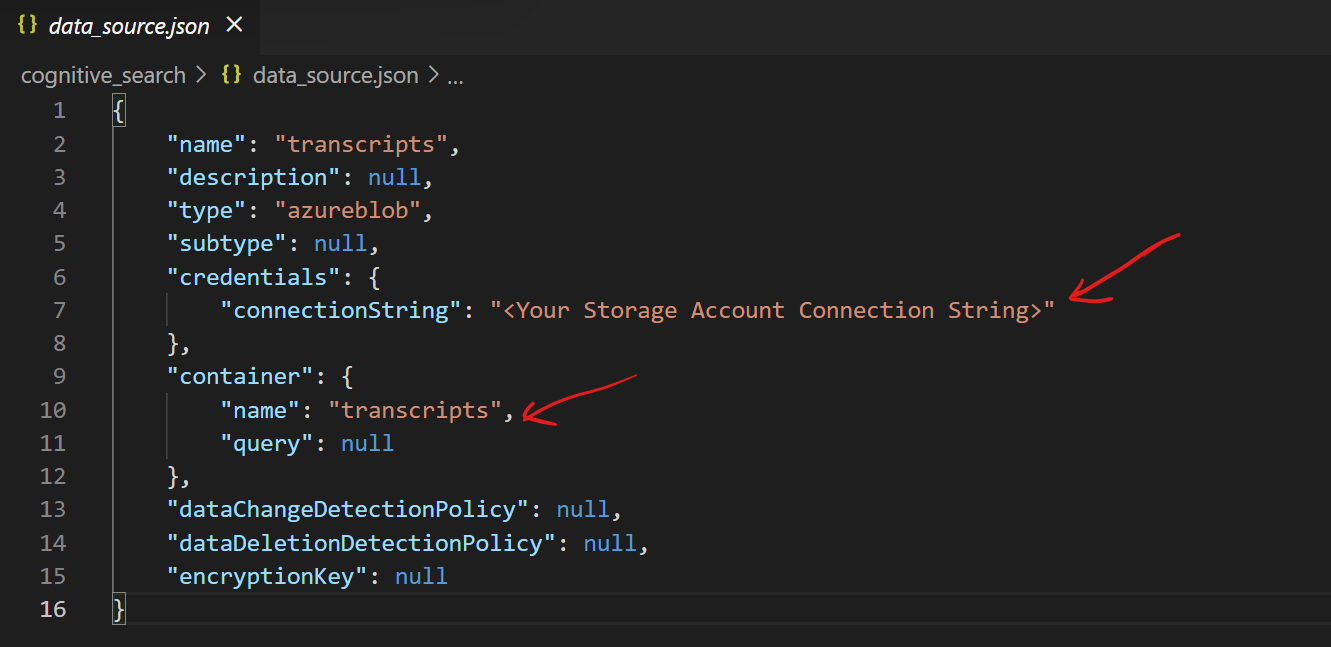 {} data_source.json ×
cognitive_search > {} data_source.json > ...
1 {
2     "name": "transcripts",
3     "description": null,
4     "type": "azureblob",
5     "subtype": null,
6     "credentials": {
7         "connectionString": "<Your Storage Account Connection String>"
8     },
9     "container": {
10         "name": "transcripts",
11         "query": null
12     },
13     "dataChangeDetectionPolicy": null,
14     "dataDeletionDetectionPolicy": null,
15     "encryptionKey": null
16 }